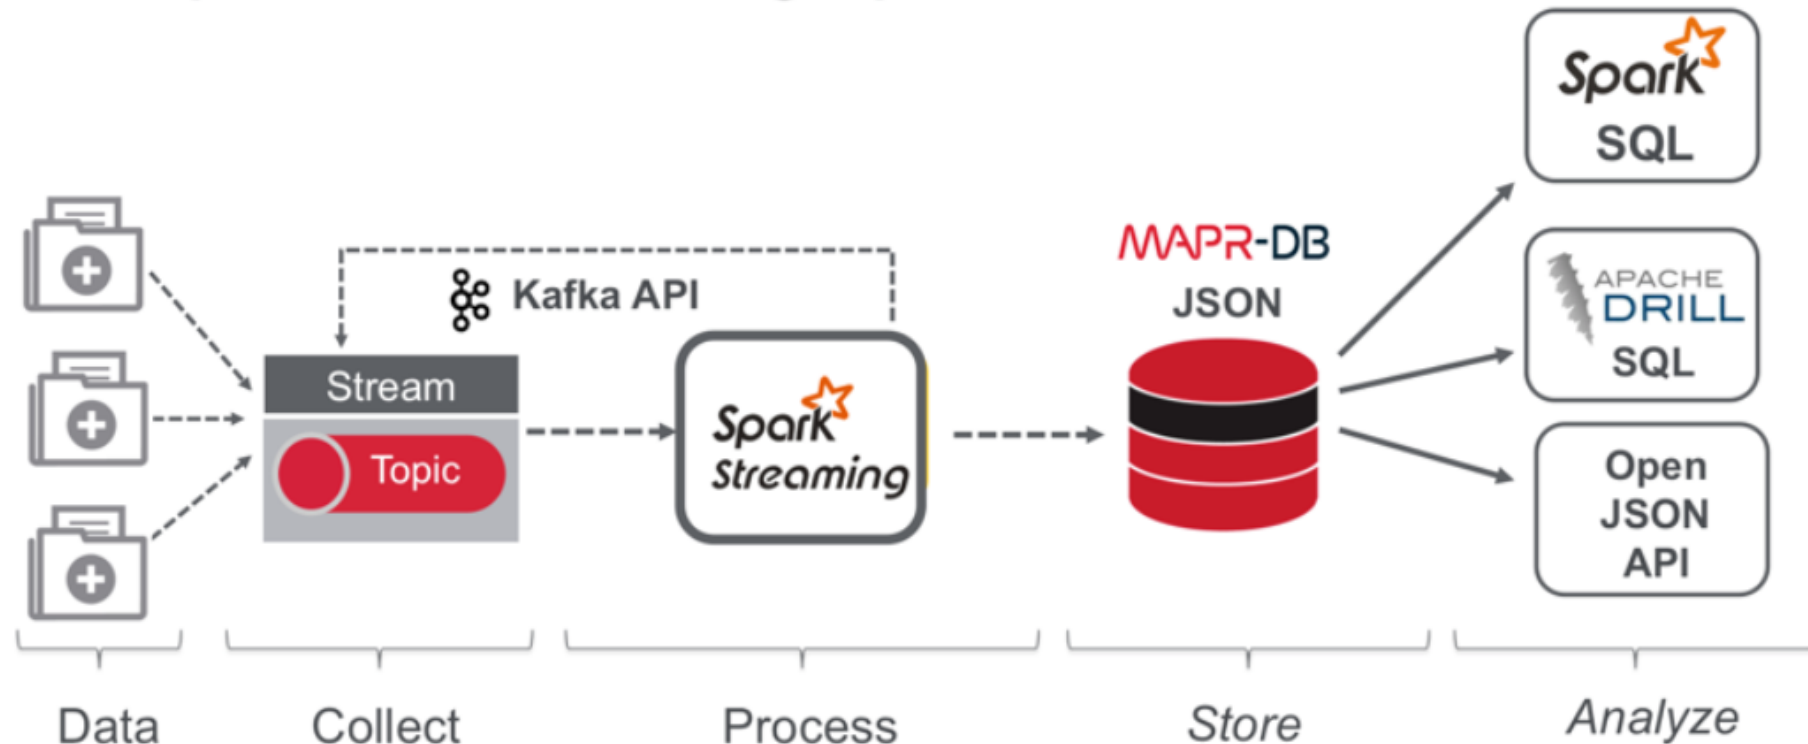 Spark
SQL
MAPR-DB
JSON
APACHE
DRILL
SQL
Kafka API
Stream
Topic
Spark
Streaming
Open
JSON
API
Data
Collect
Process
Store
Analyze